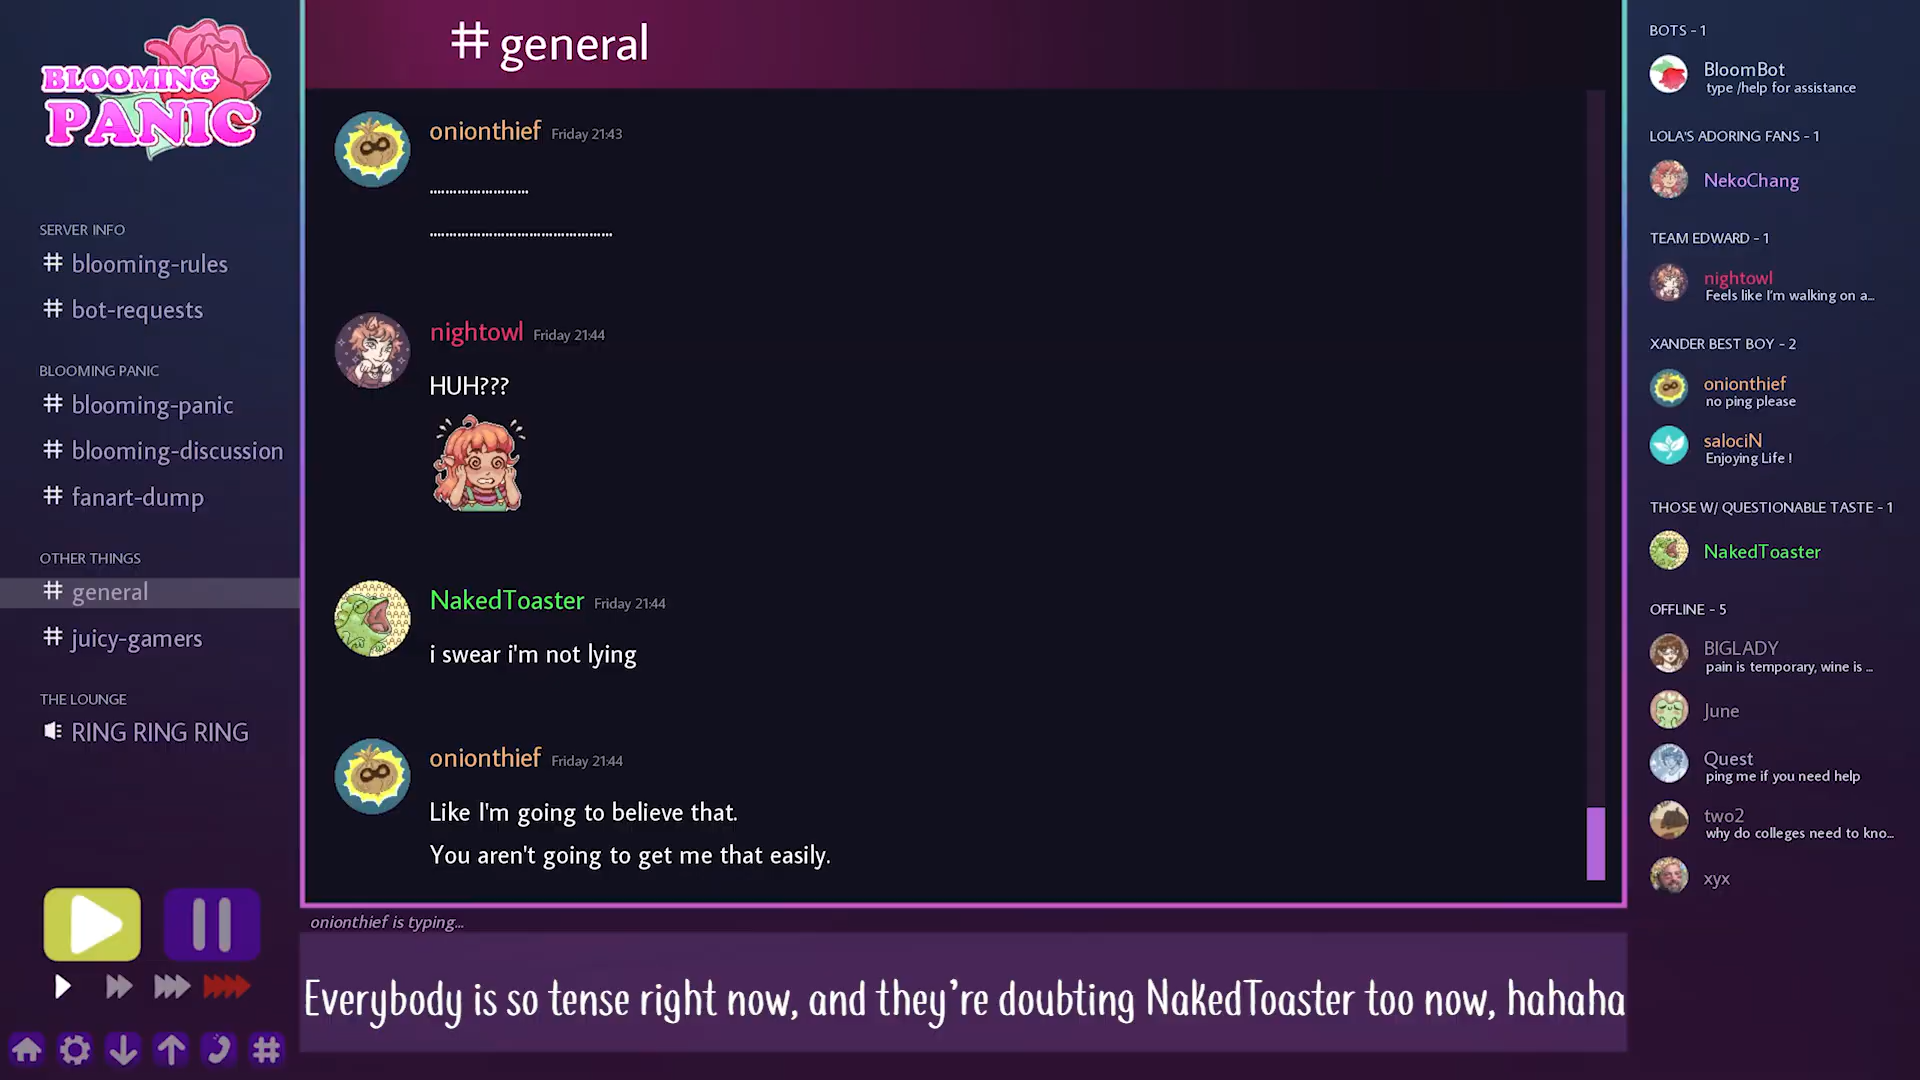 BLOOMING
PANIC
SERVER INFO
# blooming-rules
# bot-requests
BLOOMING PANIC
# blooming-panic
# blooming-discussion
# fanart-dump
OTHER THINGS
# general
# juicy-gamers
THE LOUNGE
RING RING RING
# general
onionthief Friday 21:43
.........................
..............................................
nightowl Friday 21:44
HUH???
NakedToaster Friday 21:44
i swear i'm not lying
onionthief Friday 21:44
Like I'm going to believe that.
You aren't going to get me that easily.
onionthief is typing...
Everybody is so tense right now, and they're doubting NakedToaster too now, hahaha
BOTS - 1
BloomBot
type /help for assistance
LOLA'S ADORING FANS - 1
NekoChang
TEAM EDWARD - 1
nightowl
Feels like I'm walking on a...
XANDER BEST BOY - 2
onionthief
no ping please
salociN
Enjoying Life !
THOSE W/ QUESTIONABLE TASTE - 1
NakedToaster
OFFLINE - 5
BIGLADY
pain is temporary, wine is ...
June
Quest
ping me if you need help
two2
why do colleges need to kno...
xyx